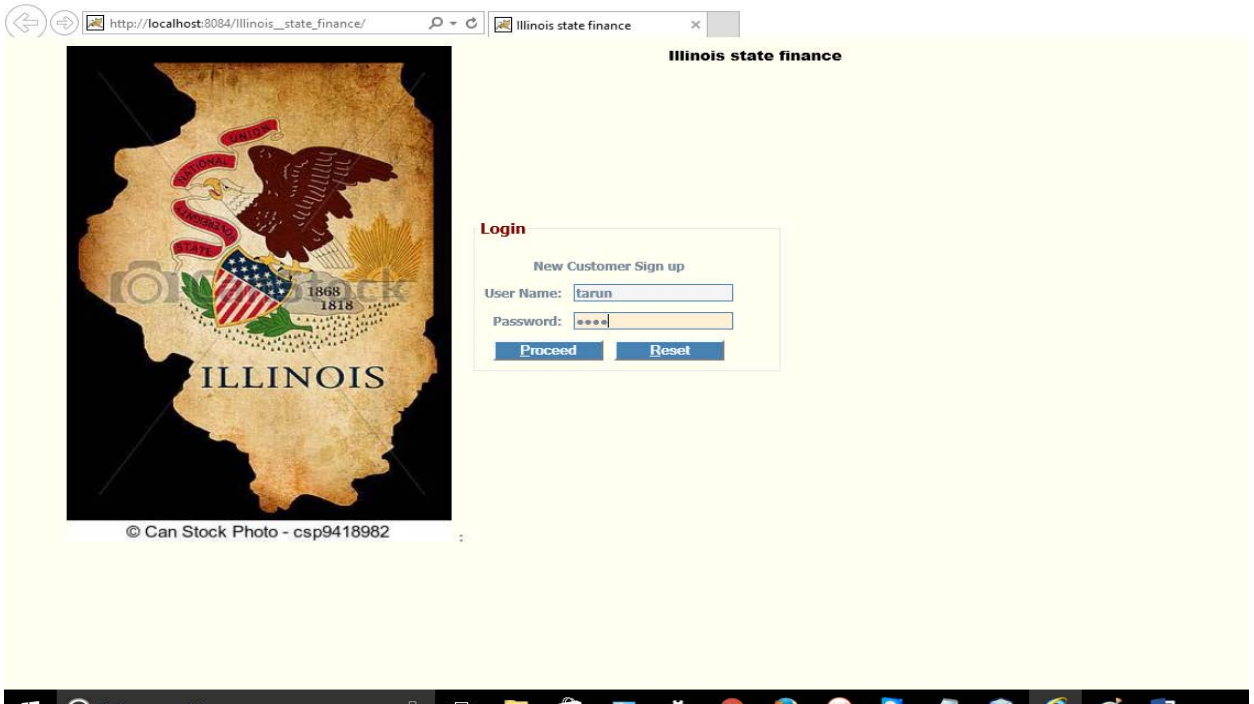 http://localhost:8084/Illinois__state_finance/
Illinois state finance
Illinois state finance
UNION
NATIONAL
SOVEREIGNTY
STATE
CanStock
1868
1818
ILLINOIS
© Can Stock Photo - csp9418982
:
Login
New Customer Sign up
User Name: tarun
Password: ••••
Proceed Reset